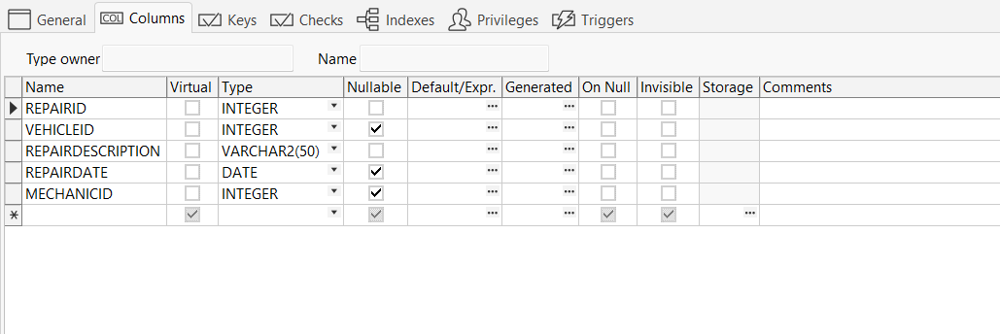 General Columns Keys Checks Indexes Privileges Triggers
COL
Type owner Name
Name Virtual Type Nullable Default/Expr. Generated On Null Invisible Storage Comments
REPAIRID INTEGER ... ...
VEHICLEID INTEGER ... ...
REPAIRDESCRIPTION VARCHAR2(50) ... ...
REPAIRDATE DATE ... ...
MECHANICID INTEGER ... ...
* ... ... ...